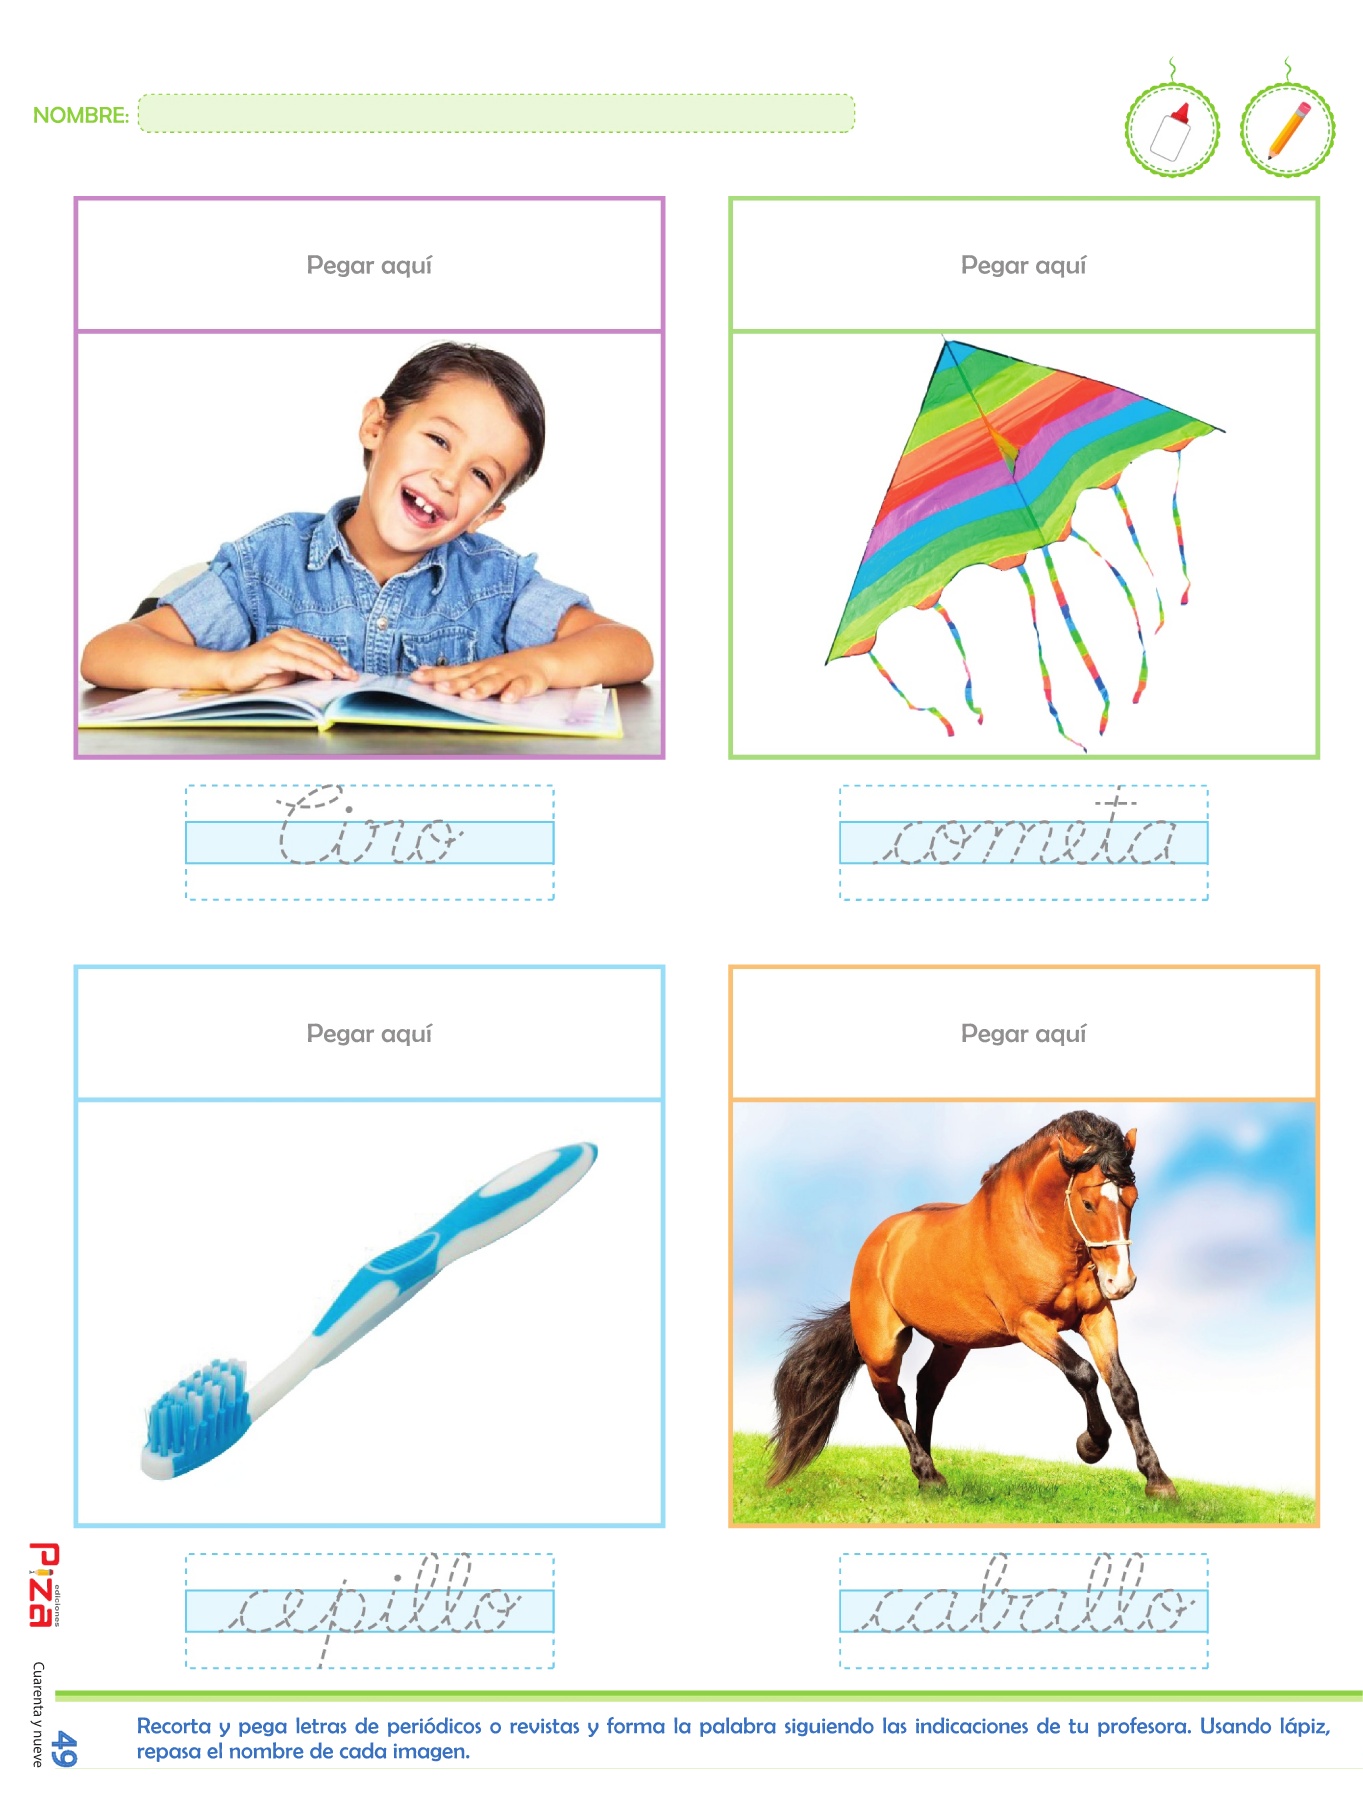 NOMBRE:
Pegar aquí
Pegar aquí
Ciro
cometa
Pegar aquí
Pegar aquí
cepillo
caballo
Piza
ediciones
Cuarenta y nueve
49
Recorta y pega letras de periódicos o revistas y forma la palabra siguiendo las indicaciones de tu profesora. Usando lápiz,
repasa el nombre de cada imagen.